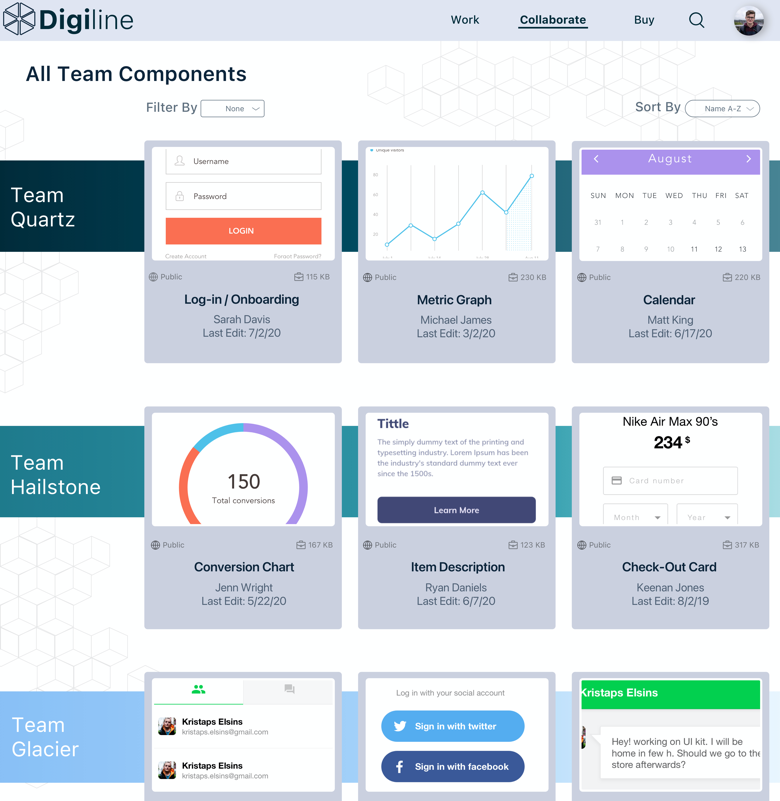 Digiline
Work
Collaborate
Buy
All Team Components
Filter By
None
Sort By
Name A-Z
Team
Quartz
Username
Password
LOGIN
Create Account
Forgot Password?
Public
115 KB
Log-in / Onboarding
Sarah Davis
Last Edit: 7/2/20
Unique visitors
Public
230 KB
Metric Graph
Michael James
Last Edit: 3/2/20
August
SUN MON TUE WED THU FRI SAT
31 1 2 3 4 5 6
7 8 9 10 11 12 13
Public
220 KB
Calendar
Matt King
Last Edit: 6/17/20
Team
Hailstone
150
Total conversions
Public
167 KB
Conversion Chart
Jenn Wright
Last Edit: 5/22/20
Tittle
The simply dummy text of the printing and
typesetting industry. Lorem Ipsum has been
the industry's standard dummy text ever
since the 1500s.
Learn More
Public
123 KB
Item Description
Ryan Daniels
Last Edit: 6/7/20
Nike Air Max 90's
234 $
Card number
Month
Year
Public
317 KB
Check-Out Card
Keenan Jones
Last Edit: 8/2/19
Team
Glacier
Kristaps Elsins
kristaps.elsins@gmail.com
Kristaps Elsins
kristaps.elsins@gmail.com
Log in with your social account
Sign in with twitter
Sign in with facebook
Kristaps Elsins
Hey! working on UI kit. I will be
home in few h. Should we go to the
store afterwards?